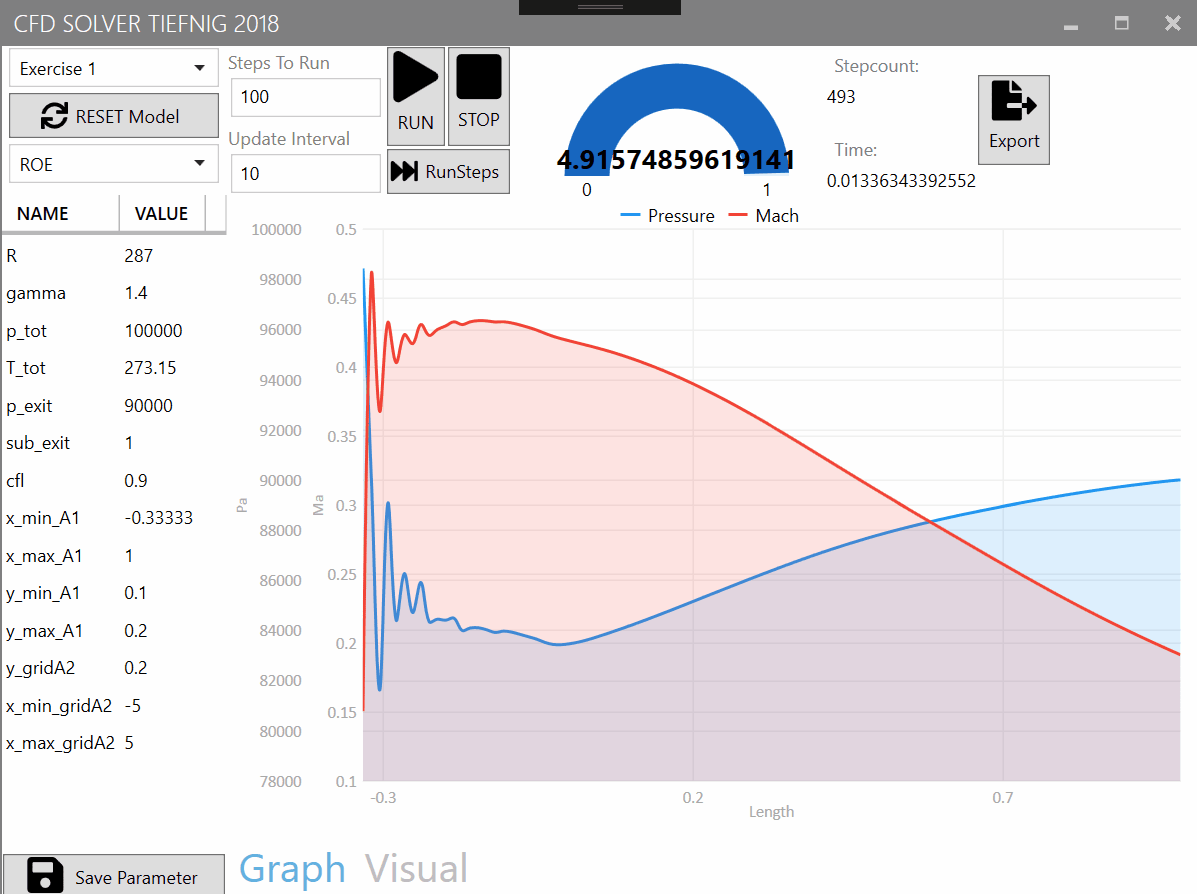 CFD SOLVER TIEFNIG 2018
Exercise 1
RESET Model
ROE
Steps To Run
100
Update Interval
10
RUN
STOP
RunSteps
4.91574859619141
0
1
Stepcount:
493
Time:
0.01336343392552
Export
NAME VALUE
R 287
gamma 1.4
p_tot 100000
T_tot 273.15
p_exit 90000
sub_exit 1
cfl 0.9
x_min_A1 -0.33333
x_max_A1 1
y_min_A1 0.1
y_max_A1 0.2
y_gridA2 0.2
x_min_gridA2 -5
x_max_gridA2 5
Save Parameter
Pressure Mach
100000
98000
96000
94000
92000
90000
88000
86000
84000
82000
80000
78000
Pa
0.5
0.45
0.4
0.35
0.3
0.25
0.2
0.15
0.1
Ma
-0.3 0.2 0.7
Length
Graph Visual